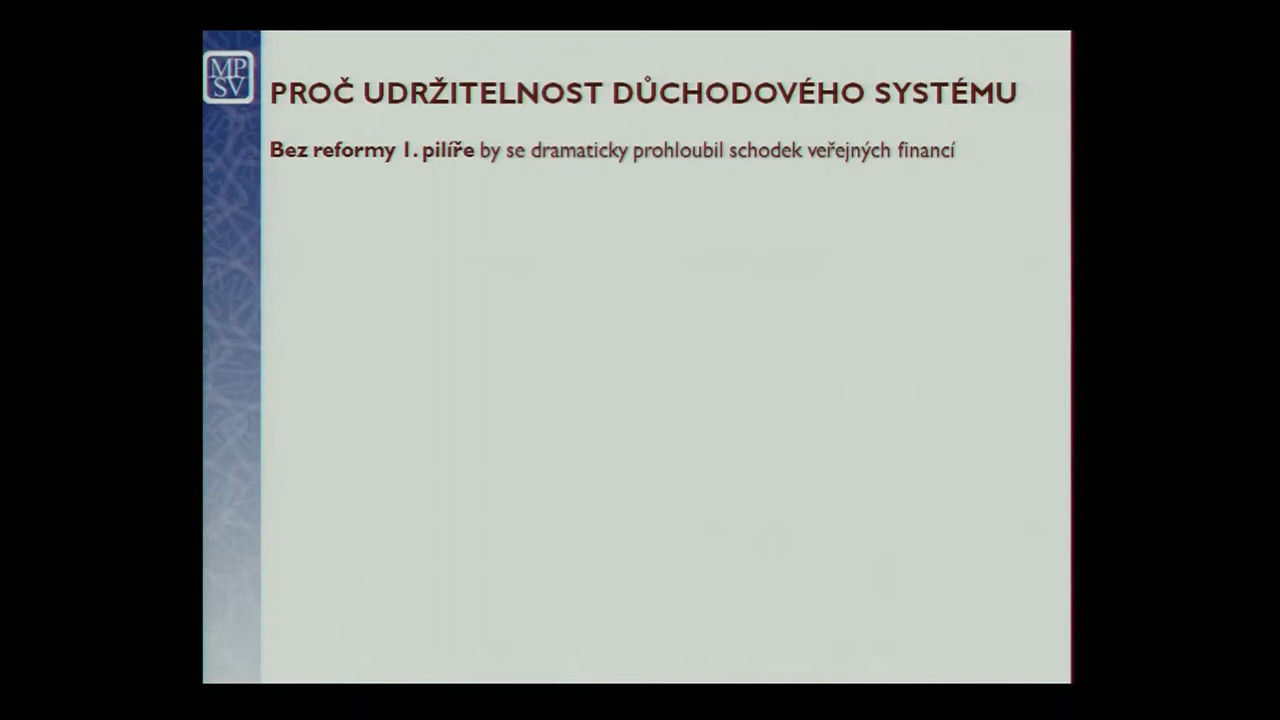 MP
SV
PROČ UDRŽITELNOST DŮCHODOVÉHO SYSTÉMU
Bez reformy 1. pilíře by se dramaticky prohloubil schodek veřejných financí